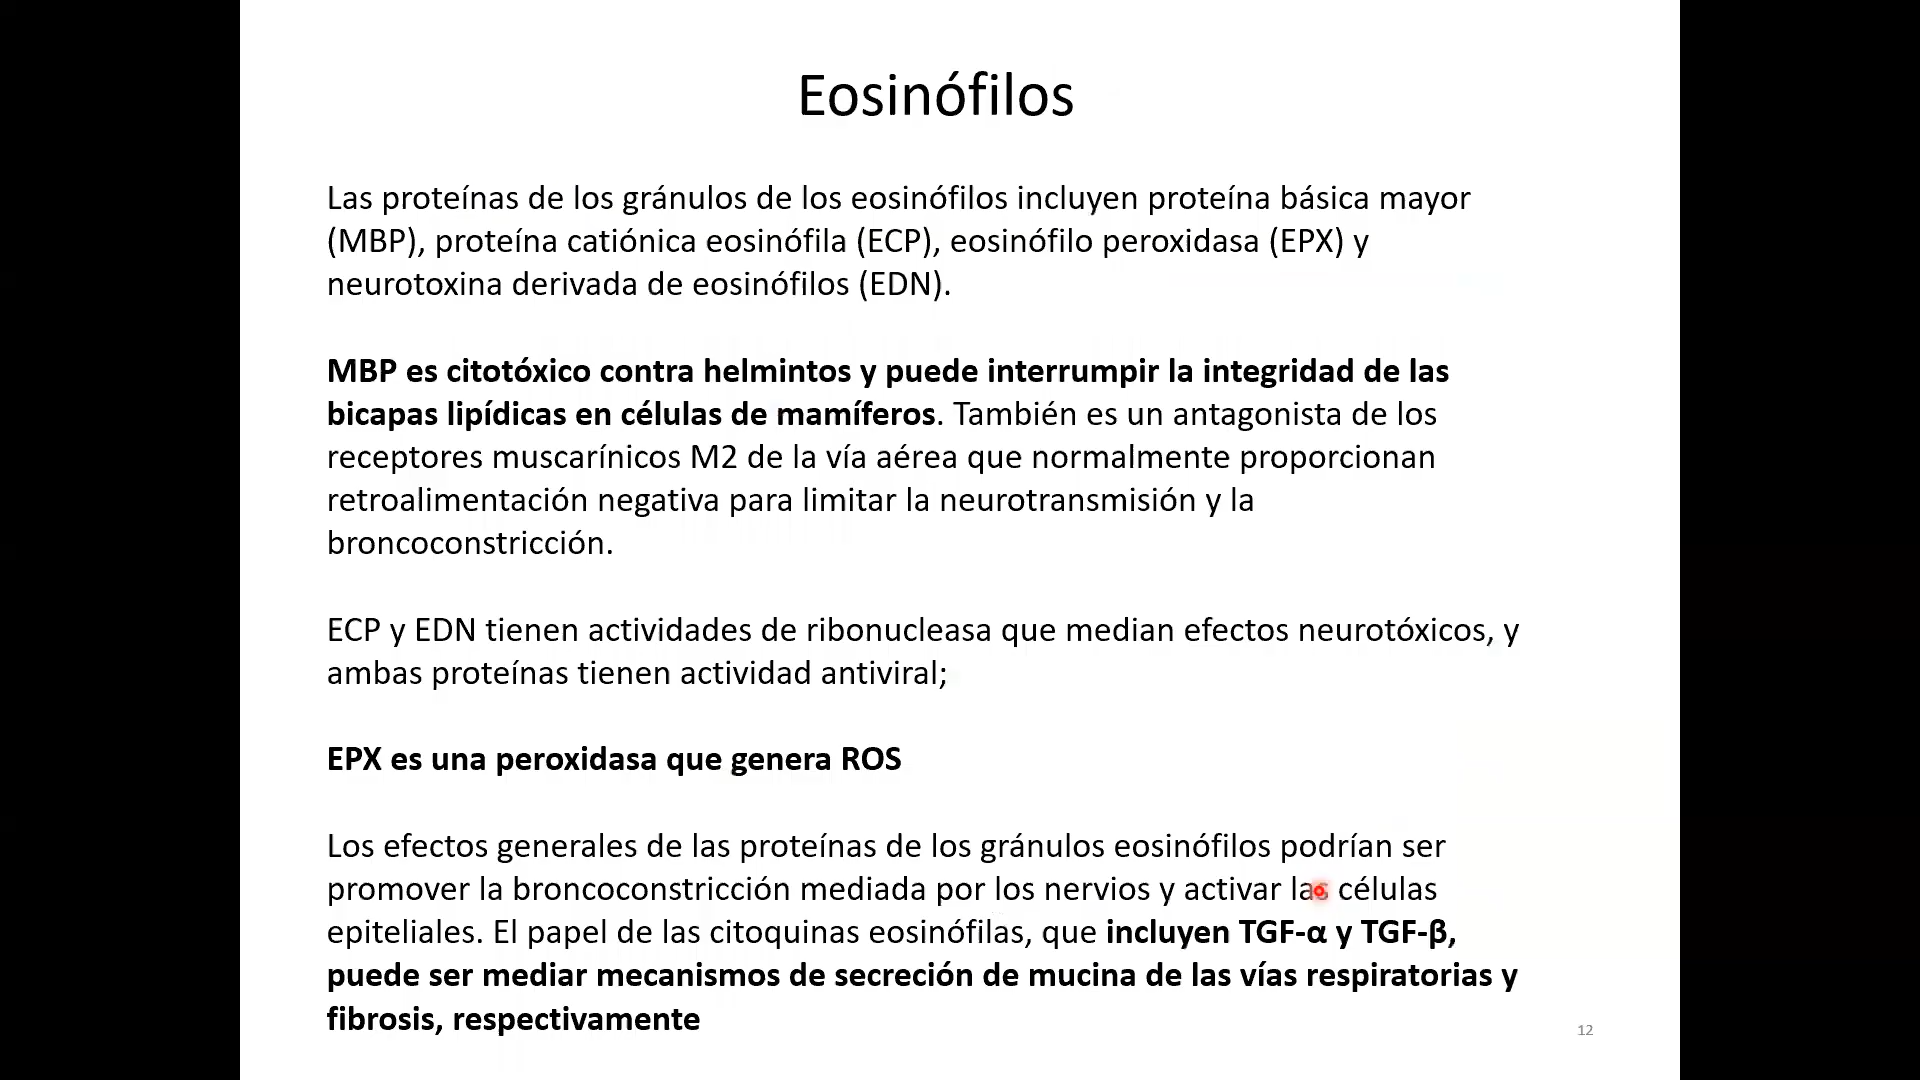 Eosinófilos
Las proteínas de los gránulos de los eosinófilos incluyen proteína básica mayor
(MBP), proteína catiónica eosinófila (ECP), eosinófilo peroxidasa (EPX) y
neurotoxina derivada de eosinófilos (EDN).
MBP es citotóxico contra helmintos y puede interrumpir la integridad de las
bicapas lipídicas en células de mamíferos. También es un antagonista de los
receptores muscarínicos M2 de la vía aérea que normalmente proporcionan
retroalimentación negativa para limitar la neurotransmisión y la
broncoconstricción.
ECP y EDN tienen actividades de ribonucleasa que median efectos neurotóxicos, y
ambas proteínas tienen actividad antiviral;
EPX es una peroxidasa que genera ROS
Los efectos generales de las proteínas de los gránulos eosinófilos podrían ser
promover la broncoconstricción mediada por los nervios y activar las células
epiteliales. El papel de las citoquinas eosinófilas, que incluyen TGF-α y TGF-β,
puede ser mediar mecanismos de secreción de mucina de las vías respiratorias y
fibrosis, respectivamente
12